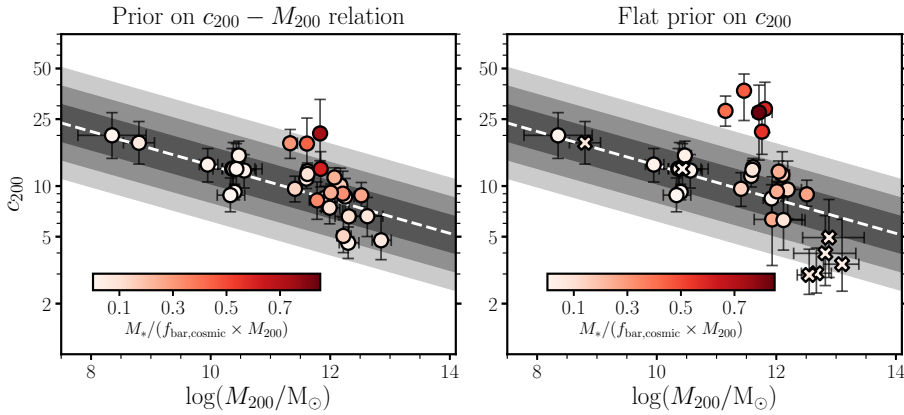 Prior on c₂₀₀ − M₂₀₀ relation
50
25
10
5
2
c₂₀₀
0.1 0.3 0.5 0.7
M∗/(f_bar,cosmic × M₂₀₀)
8 10 12 14
log(M₂₀₀/M⊙)
Flat prior on c₂₀₀
50
25
10
5
2
0.1 0.3 0.5 0.7
M∗/(f_bar,cosmic × M₂₀₀)
8 10 12 14
log(M₂₀₀/M⊙)